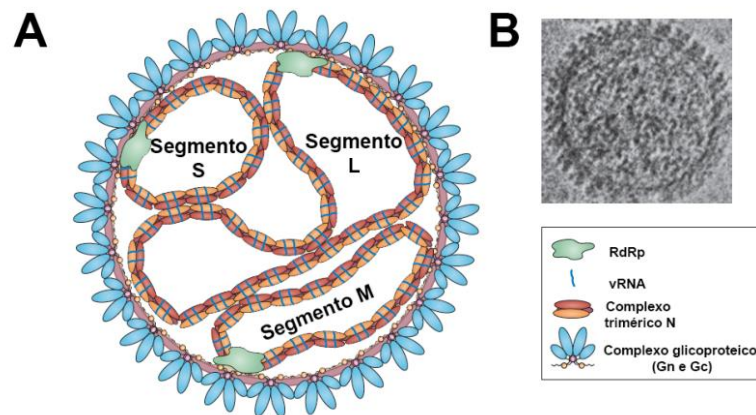 A
B
Segmento
S
Segmento
L
Segmento M
RdRp
vRNA
Complexo
trimérico N
Complexo glicoproteico
(Gn e Gc)